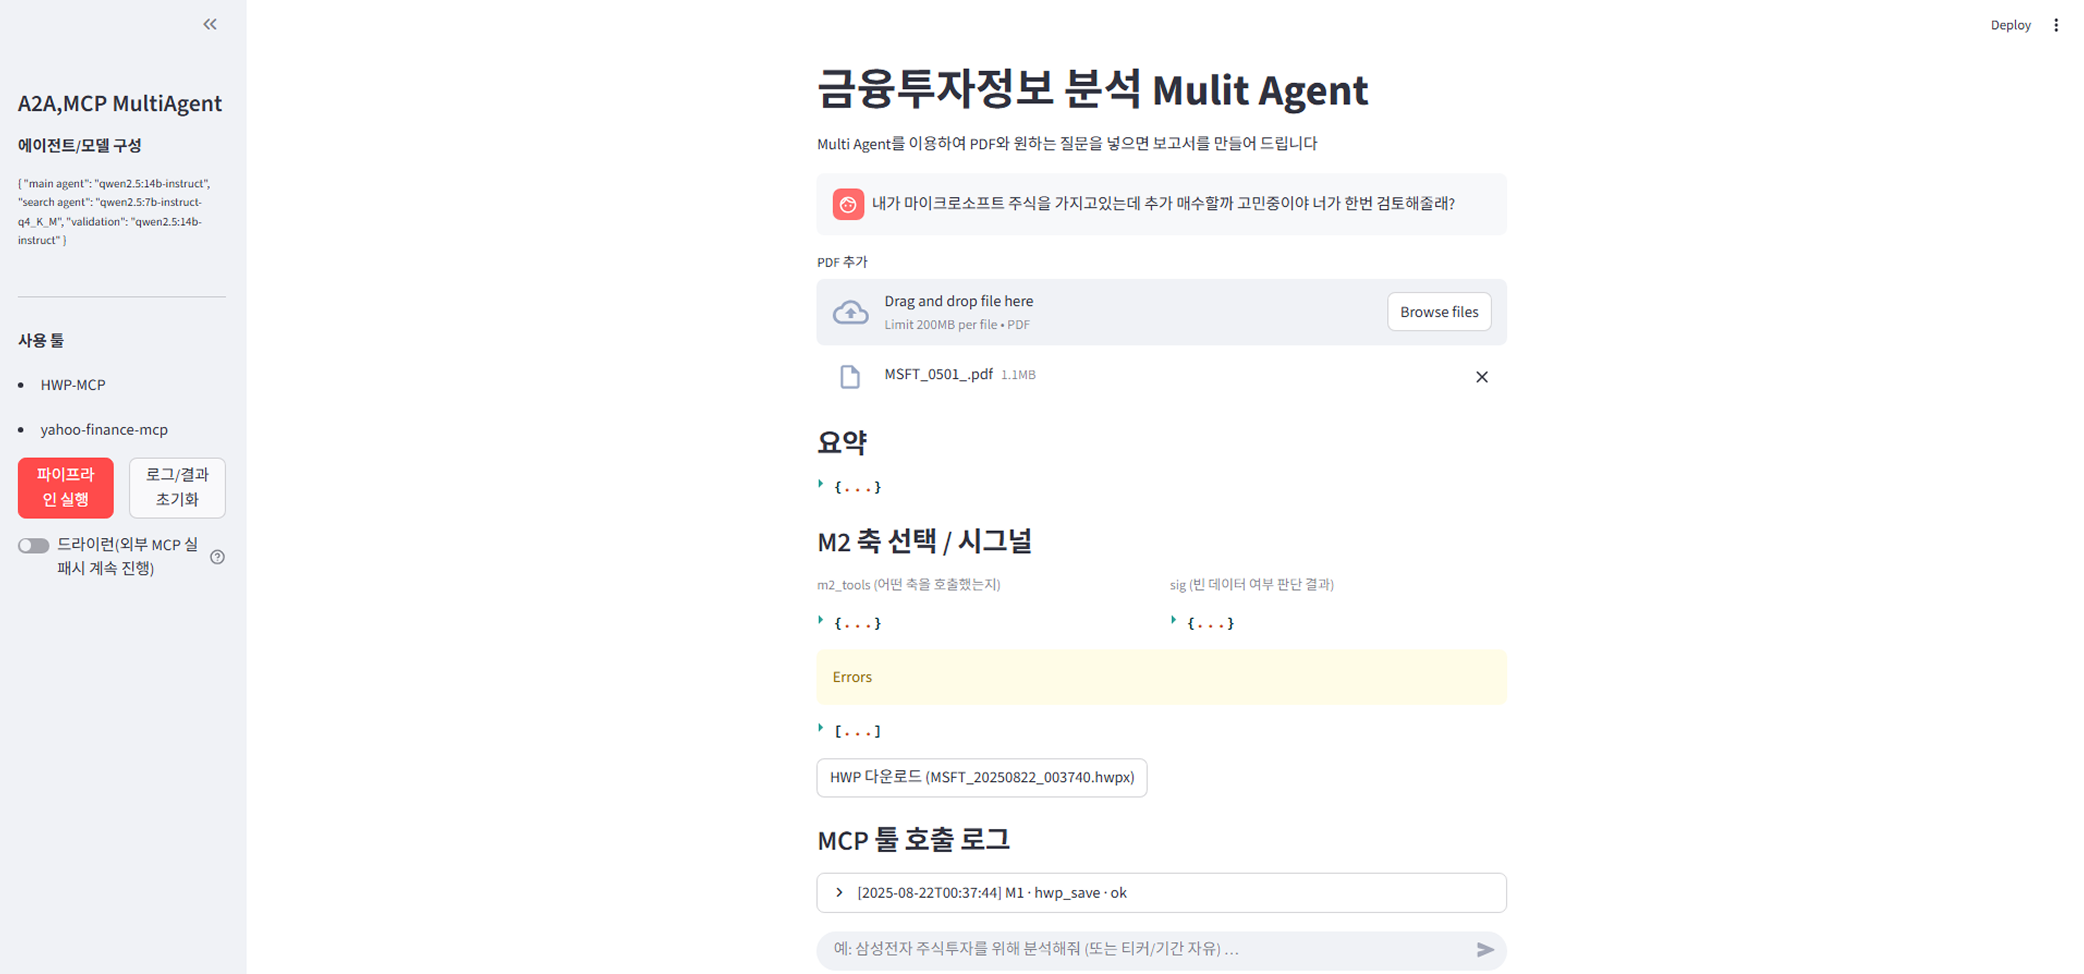 A2A,MCP MultiAgent
에이전트/모델 구성
{ "main agent": "qwen2.5:14b-instruct",
"search agent": "qwen2.5:7b-instruct-
q4_K_M", "validation": "qwen2.5:14b-
instruct" }
사용 툴
HWP-MCP
yahoo-finance-mcp
파이프라
인 실행
로그/결과
초기화
드라이런(외부 MCP 실
패시 계속 진행)
Deploy
금융투자정보 분석 Mulit Agent
Multi Agent를 이용하여 PDF와 원하는 질문을 넣으면 보고서를 만들어 드립니다
내가 마이크로소프트 주식을 가지고있는데 추가 매수할까 고민중이야 너가 한번 검토해줄래?
PDF 추가
Drag and drop file here
Limit 200MB per file • PDF
Browse files
MSFT_0501_.pdf 1.1MB
요약
{...}
M2 축 선택 / 시그널
m2_tools (어떤 축을 호출했는지)
{...}
sig (빈 데이터 여부 판단 결과)
{...}
Errors
[...]
HWP 다운로드 (MSFT_20250822_003740.hwpx)
MCP 툴 호출 로그
[2025-08-22T00:37:44] M1 · hwp_save · ok
예: 삼성전자 주식투자를 위해 분석해줘 (또는 티커/기간 자유) …